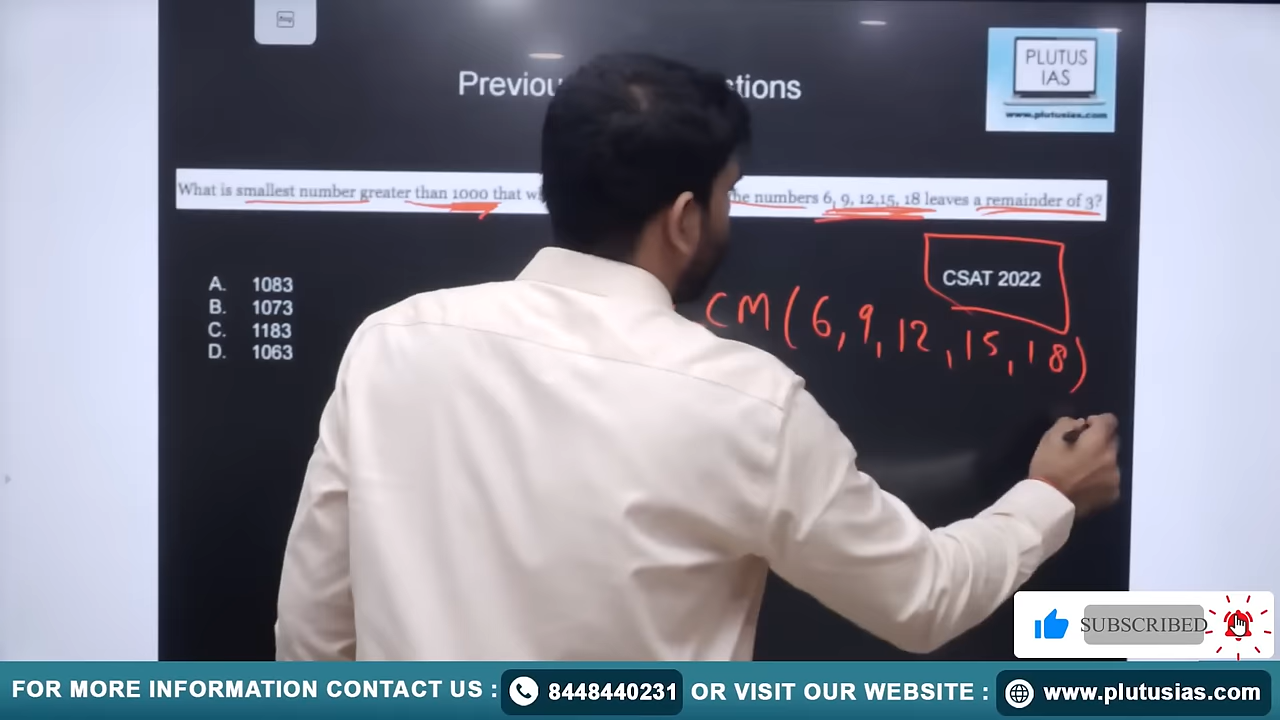 PLUTUS
IAS
www.plutusias.com
What is smallest number greater than 1000 that the numbers 6, 9, 12,15, 18 leaves a remainder of 3?
CSAT 2022
A. 1083
B. 1073
C. 1183
D. 1063
CM(6,9,12,15,18)
SUBSCRIBED
FOR MORE INFORMATION CONTACT US : 8448440231 OR VISIT OUR WEBSITE : www.plutusias.com